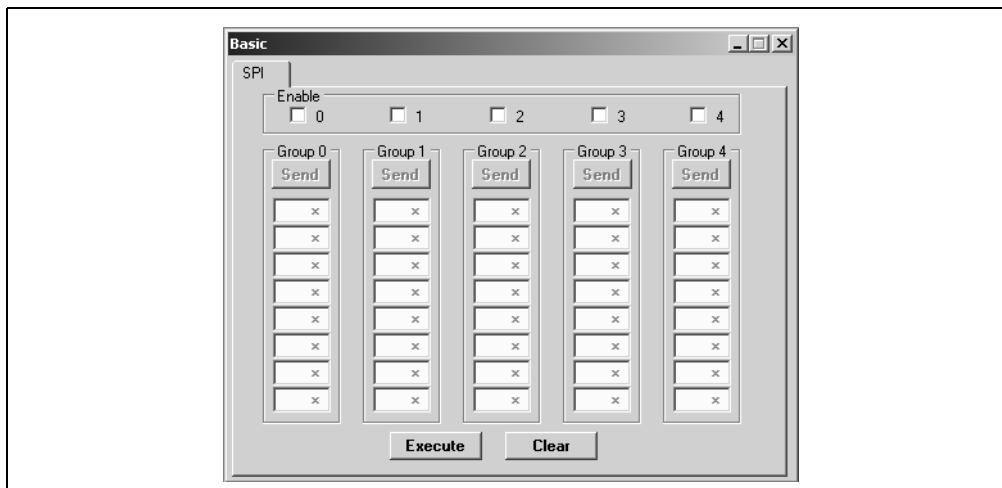 Basic
SPI
Enable
0 1 2 3 4
Group 0 Group 1 Group 2 Group 3 Group 4
Send Send Send Send Send
x x x x x
x x x x x
x x x x x
x x x x x
x x x x x
x x x x x
x x x x x
x x x x x
Execute Clear